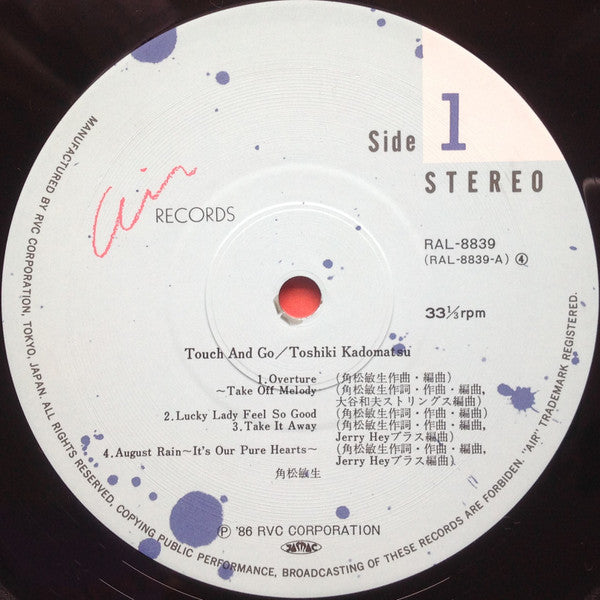 Side 1
STEREO
Air RECORDS
RAL-8839
(RAL-8839-A) ④
33⅓rpm
Touch And Go／Toshiki Kadomatsu
1.Overture (角松敏生作曲・編曲)
～Take Off Melody (角松敏生作詞・作曲・編曲,
大谷和夫ストリングス編曲)
2.Lucky Lady Feel So Good (角松敏生作詞・作曲・編曲)
3.Take It Away (角松敏生作詞・作曲・編曲,
Jerry Heyブラス編曲)
4.August Rain～It's Our Pure Hearts～ (角松敏生作詞・作曲・編曲,
Jerry Heyブラス編曲)
角松敏生
Ⓟ '86 RVC CORPORATION
JASRAC
MANUFACTURED BY RVC CORPORATION, TOKYO, JAPAN. ALL RIGHTS RESERVED, COPYING PUBLIC PERFORMANCE, BROADCASTING OF THESE RECORDS ARE FORBIDDEN. "AIR" TRADEMARK REGISTERED.